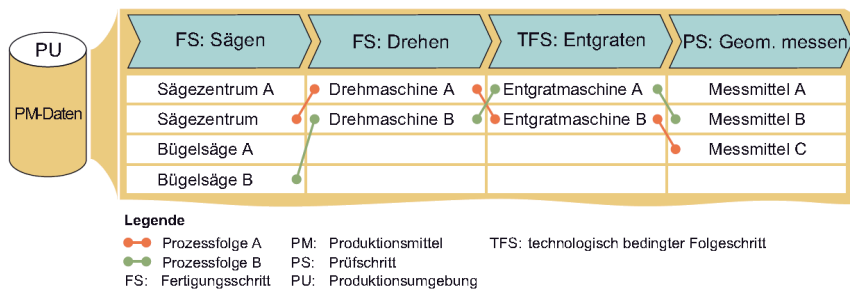 PU
PM-Daten
FS: Sägen
FS: Drehen
TFS: Entgraten
PS: Geom. messen
Sägezentrum A
Drehmaschine A
Entgratmaschine A
Messmittel A
Sägezentrum
Drehmaschine B
Entgratmaschine B
Messmittel B
Bügelsäge A
Messmittel C
Bügelsäge B
Legende
Prozessfolge A
PM: Produktionsmittel
TFS: technologisch bedingter Folgeschritt
Prozessfolge B
PS: Prüfschritt
FS: Fertigungsschritt
PU: Produktionsumgebung